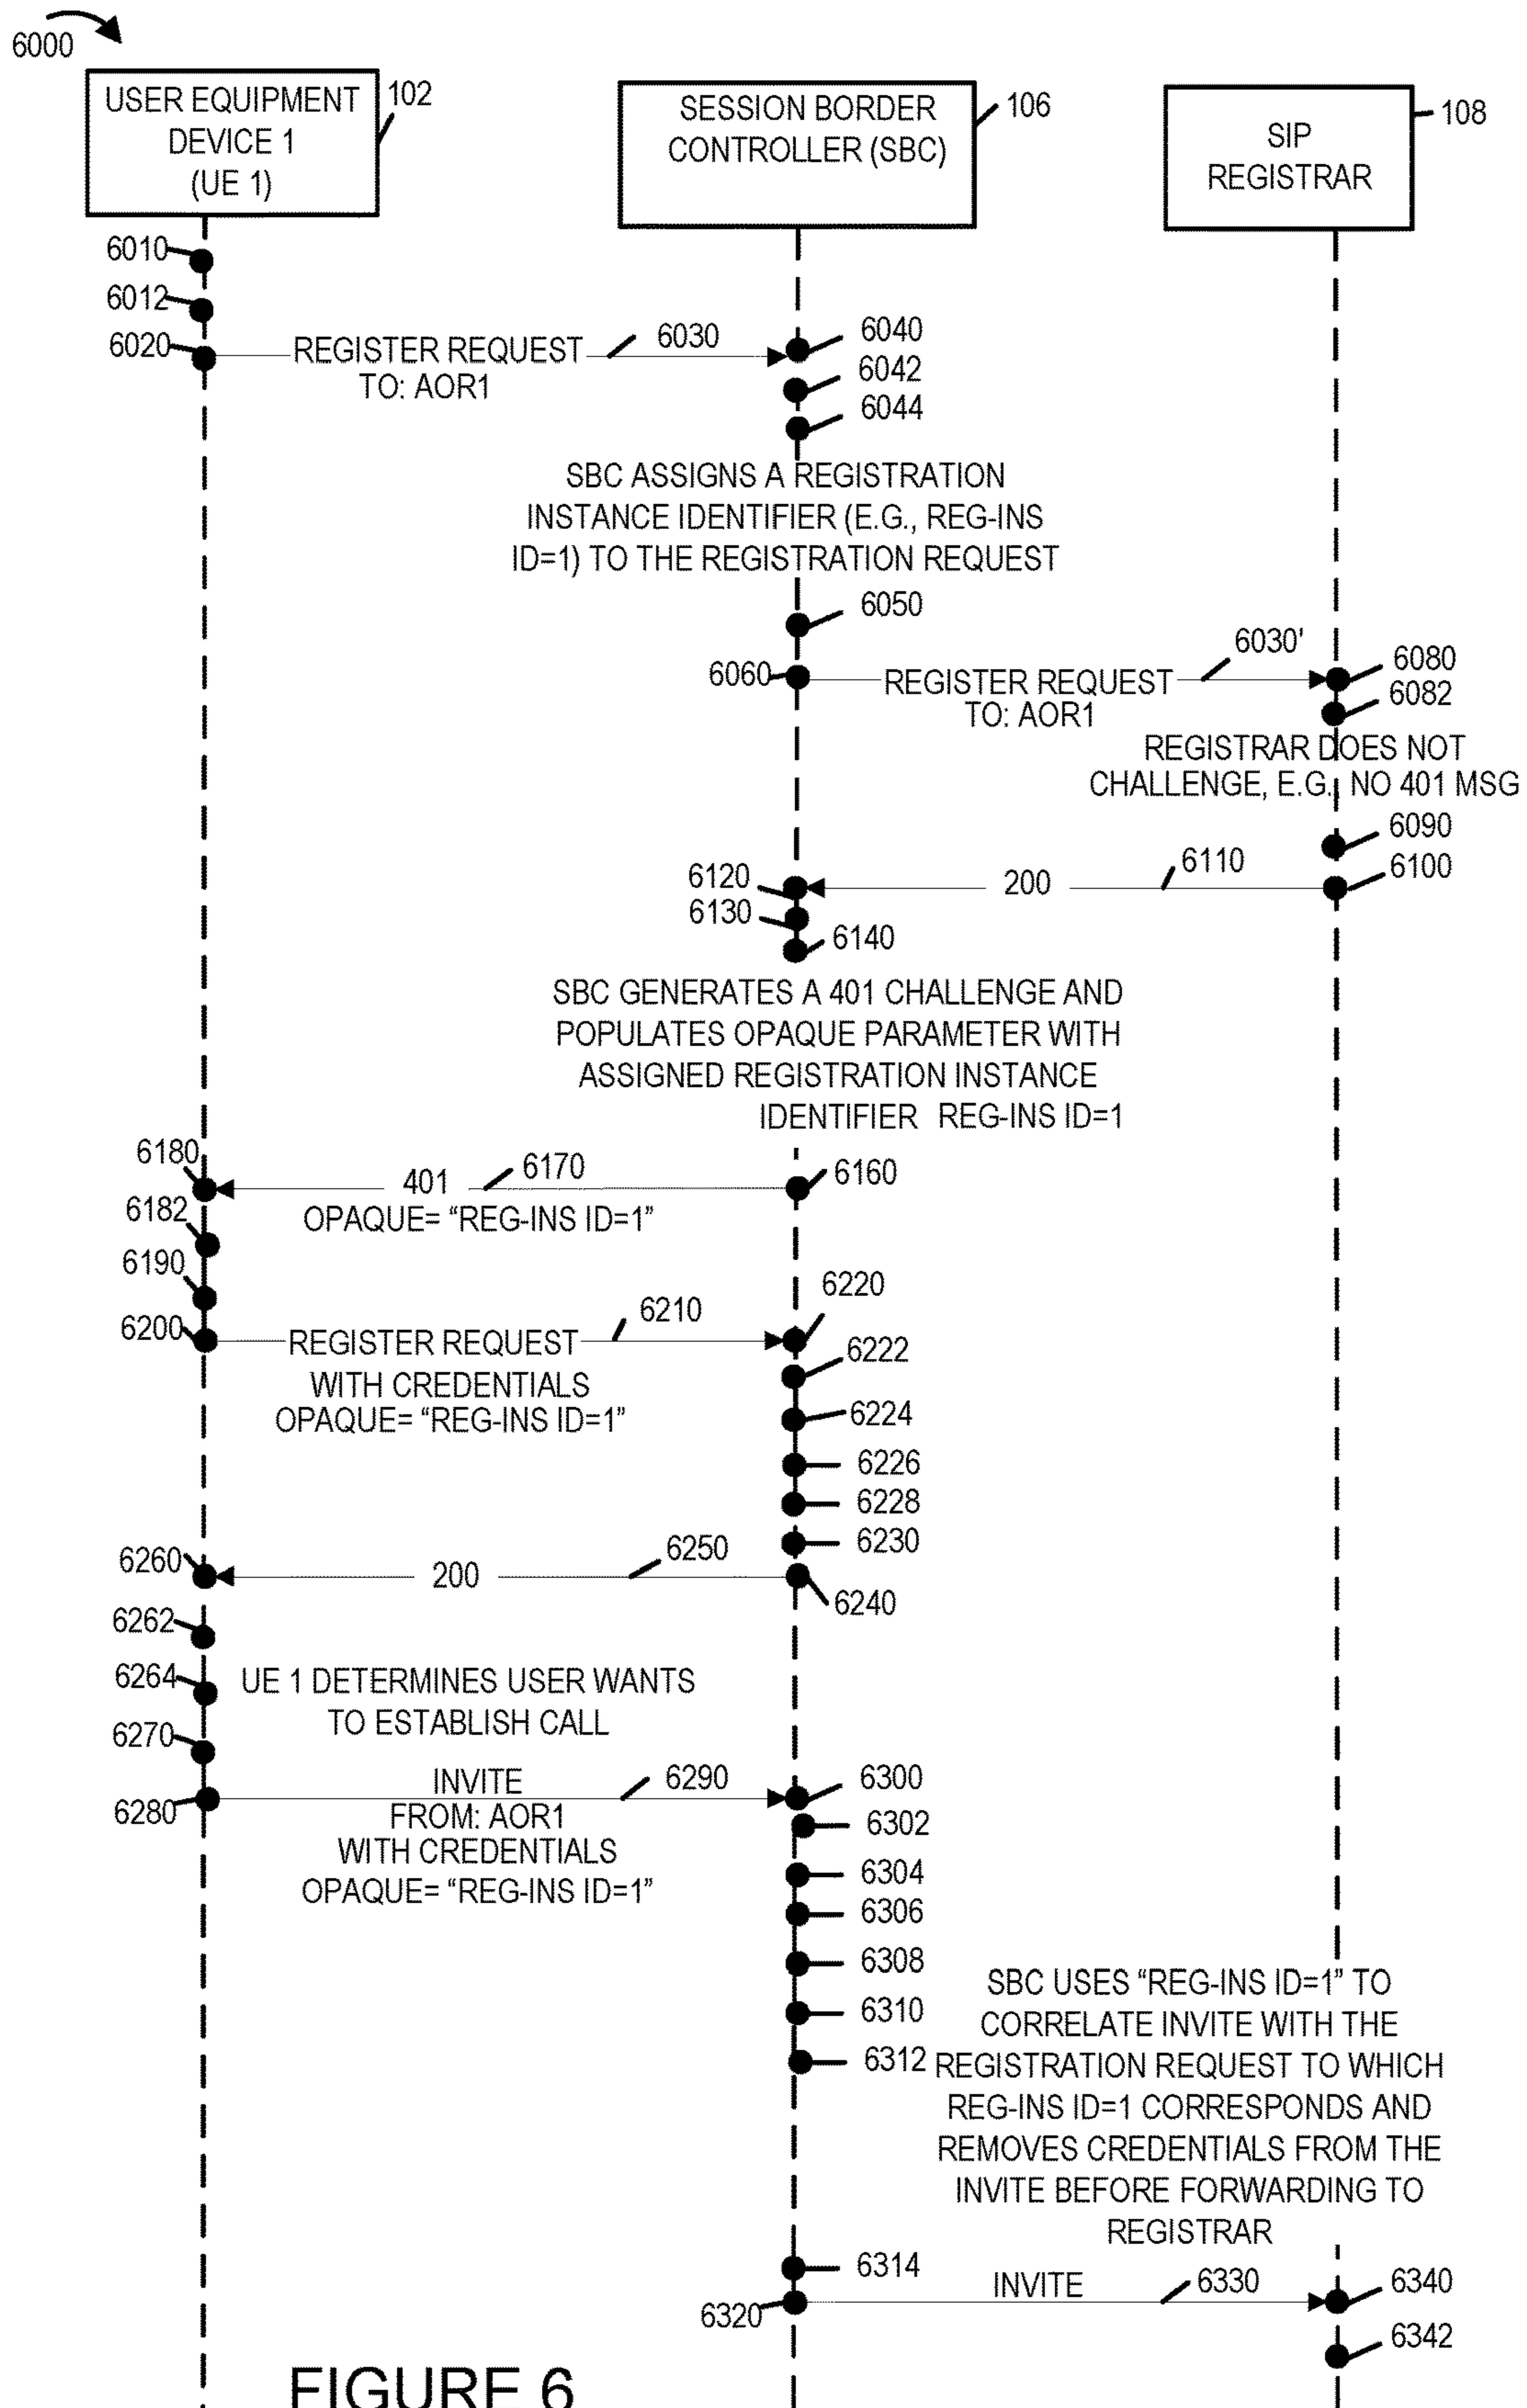 6000
USER EQUIPMENT
DEVICE 1
(UE 1)
102
SESSION BORDER
CONTROLLER (SBC)
106
SIP
REGISTRAR
108
6010
6012
6020
REGISTER REQUEST
TO: AOR1
6030
6040
6042
6044
SBC ASSIGNS A REGISTRATION
INSTANCE IDENTIFIER (E.G., REG-INS
ID=1) TO THE REGISTRATION REQUEST
6050
6060
REGISTER REQUEST
TO: AOR1
6030'
6080
6082
REGISTRAR DOES NOT
CHALLENGE, E.G., NO 401 MSG
6090
6100
6110
200
6120
6130
6140
SBC GENERATES A 401 CHALLENGE AND
POPULATES OPAQUE PARAMETER WITH
ASSIGNED REGISTRATION INSTANCE
IDENTIFIER REG-INS ID=1
6160
6170
401
OPAQUE= “REG-INS ID=1”
6180
6182
6190
6200
REGISTER REQUEST
WITH CREDENTIALS
OPAQUE= “REG-INS ID=1”
6210
6220
6222
6224
6226
6228
6230
6240
6250
200
6260
6262
6264
UE 1 DETERMINES USER WANTS
TO ESTABLISH CALL
6270
6280
INVITE
FROM: AOR1
WITH CREDENTIALS
OPAQUE= “REG-INS ID=1”
6290
6300
6302
6304
6306
6308
6310
6312
SBC USES “REG-INS ID=1” TO
CORRELATE INVITE WITH THE
REGISTRATION REQUEST TO WHICH
REG-INS ID=1 CORRESPONDS AND
REMOVES CREDENTIALS FROM THE
INVITE BEFORE FORWARDING TO
REGISTRAR
6314
6320
INVITE
6330
6340
6342
FIGURE 6